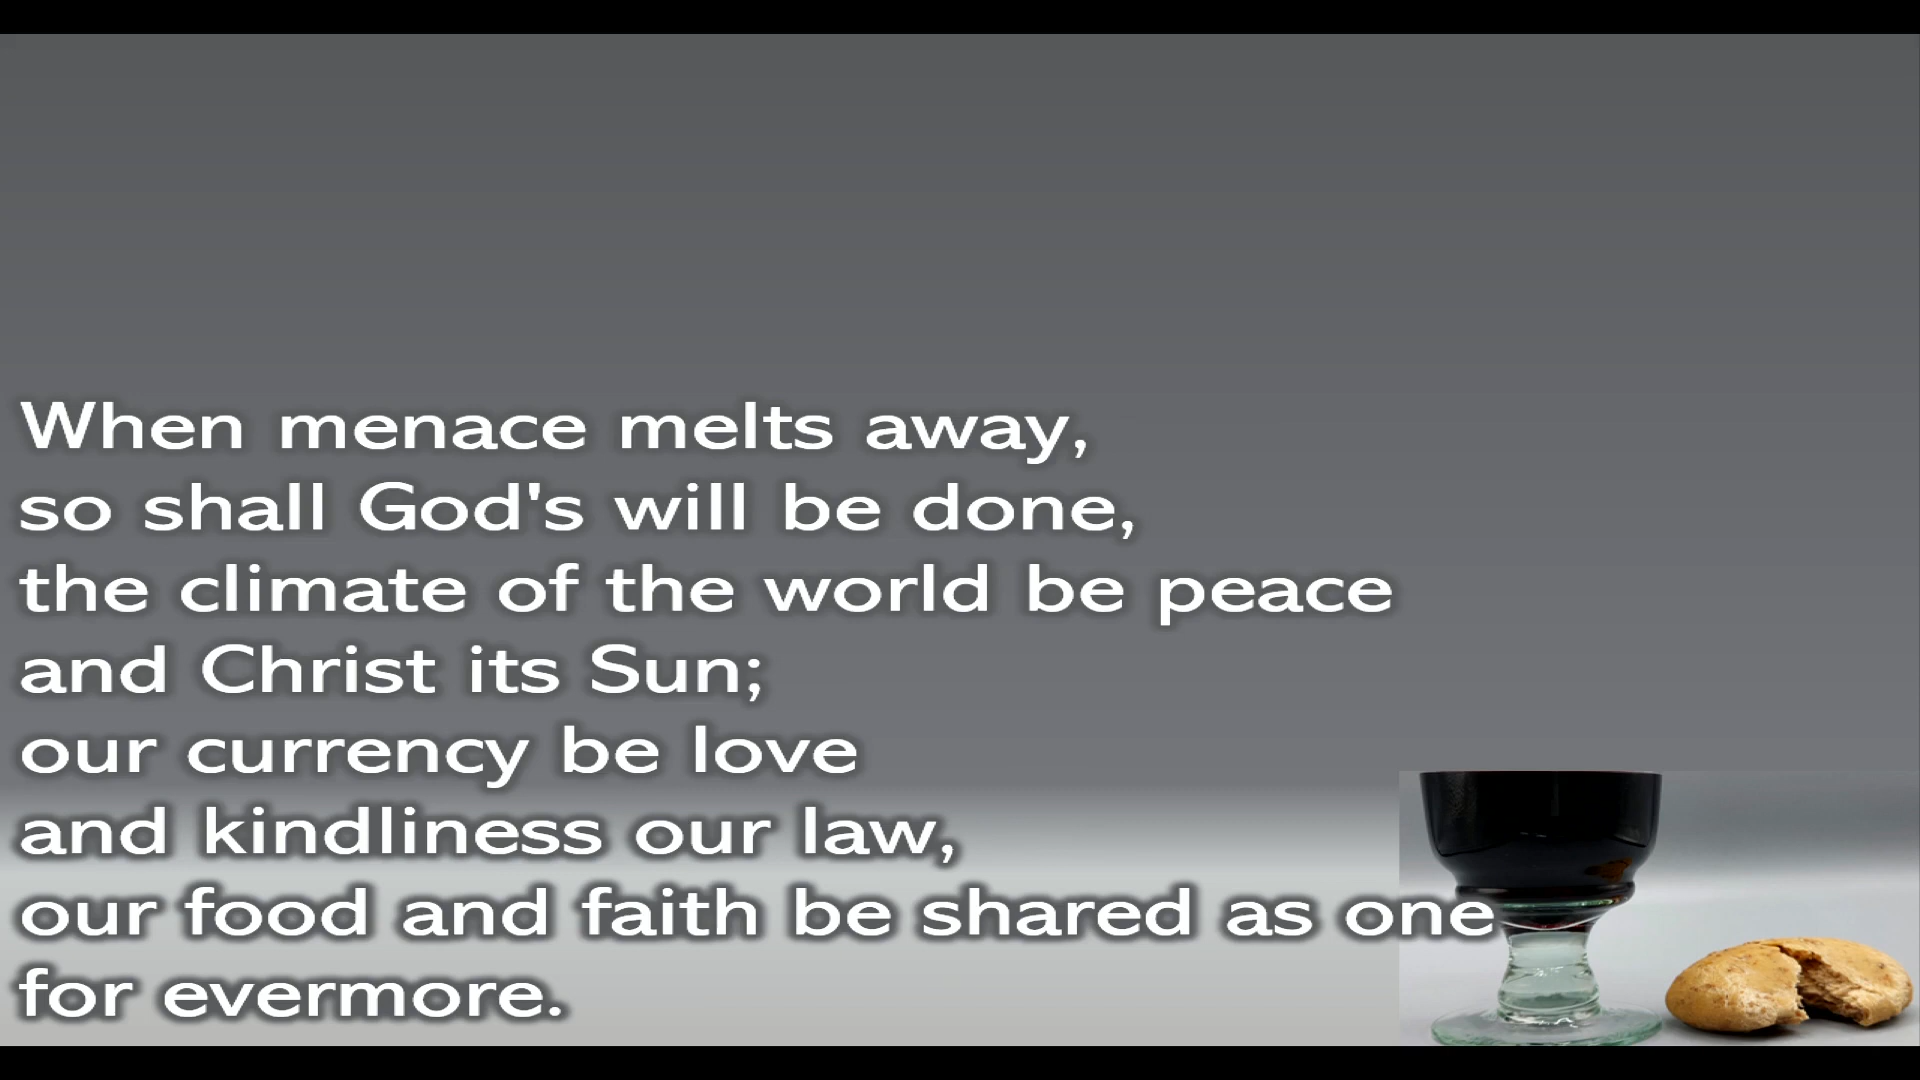 When menace melts away,
so shall God's will be done,
the climate of the world be peace
and Christ its Sun;
our currency be love
and kindliness our law,
our food and faith be shared as one
for evermore.